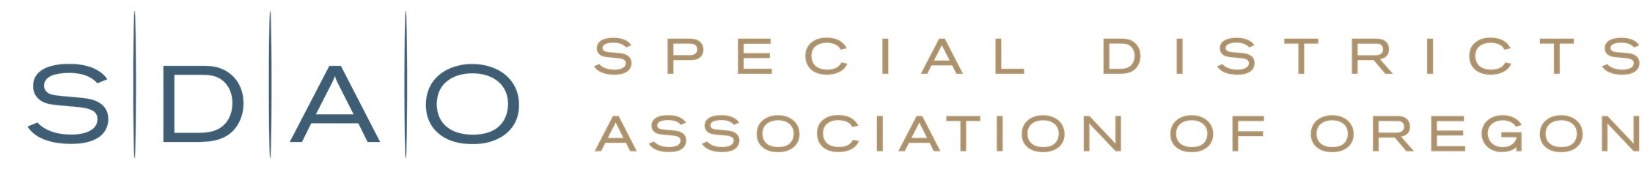 SDAO
SPECIAL DISTRICTS
ASSOCIATION OF OREGON